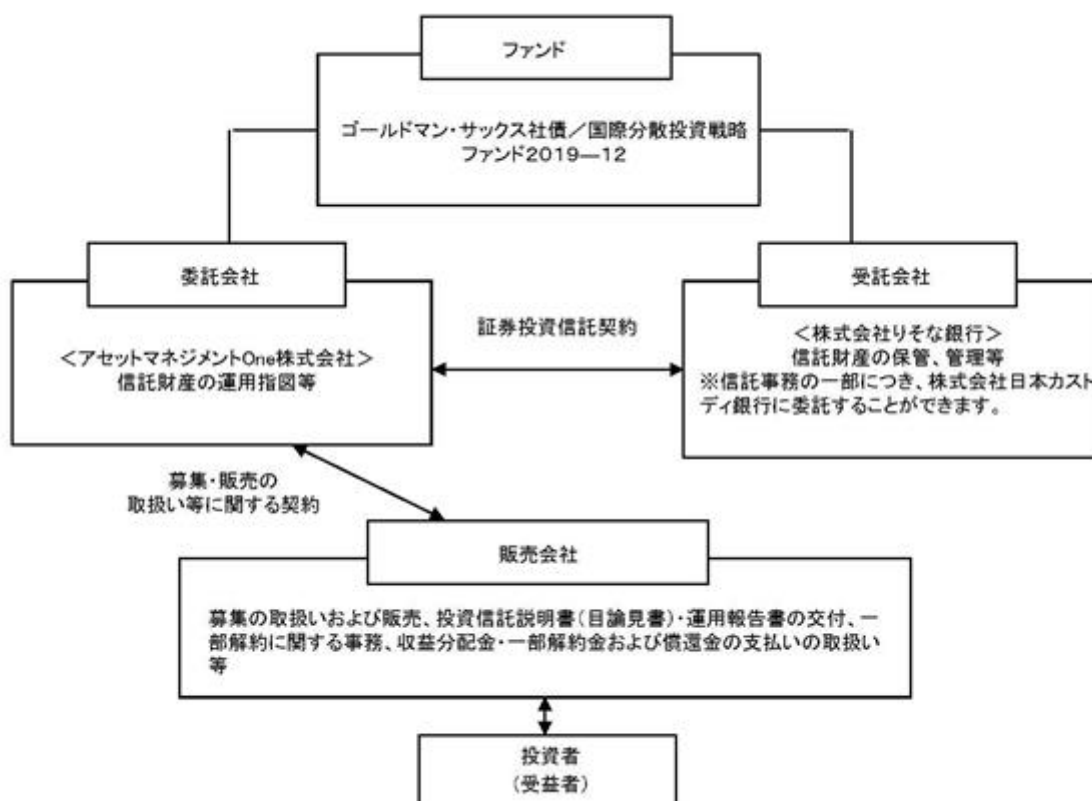 ファンド
ゴールドマン・サックス社債／国際分散投資戦略
ファンド2019―12
委託会社
＜アセットマネジメントOne株式会社＞
信託財産の運用指図等
証券投資信託契約
受託会社
＜株式会社りそな銀行＞
信託財産の保管、管理等
※信託事務の一部につき、株式会社日本カスト
ディ銀行に委託することができます。
募集・販売の
取扱い等に関する契約
販売会社
募集の取扱いおよび販売、投資信託説明書(目論見書)・運用報告書の交付、一
部解約に関する事務、収益分配金・一部解約金および償還金の支払いの取扱い
等
投資者
(受益者)